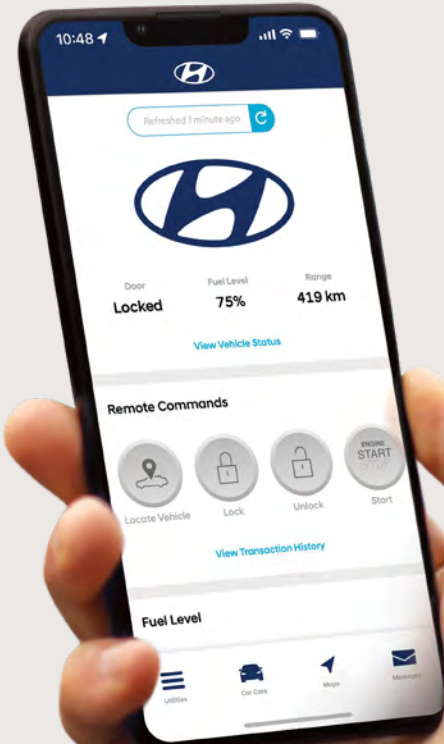 10:48
Refreshed 1 minute ago
Door Fuel Level Range
Locked 75% 419 km
View Vehicle Status
Remote Commands
ENGINE
START
STOP
Locate Vehicle Lock Unlock Start
View Transaction History
Fuel Level
Utilities Car Care Maps Messages